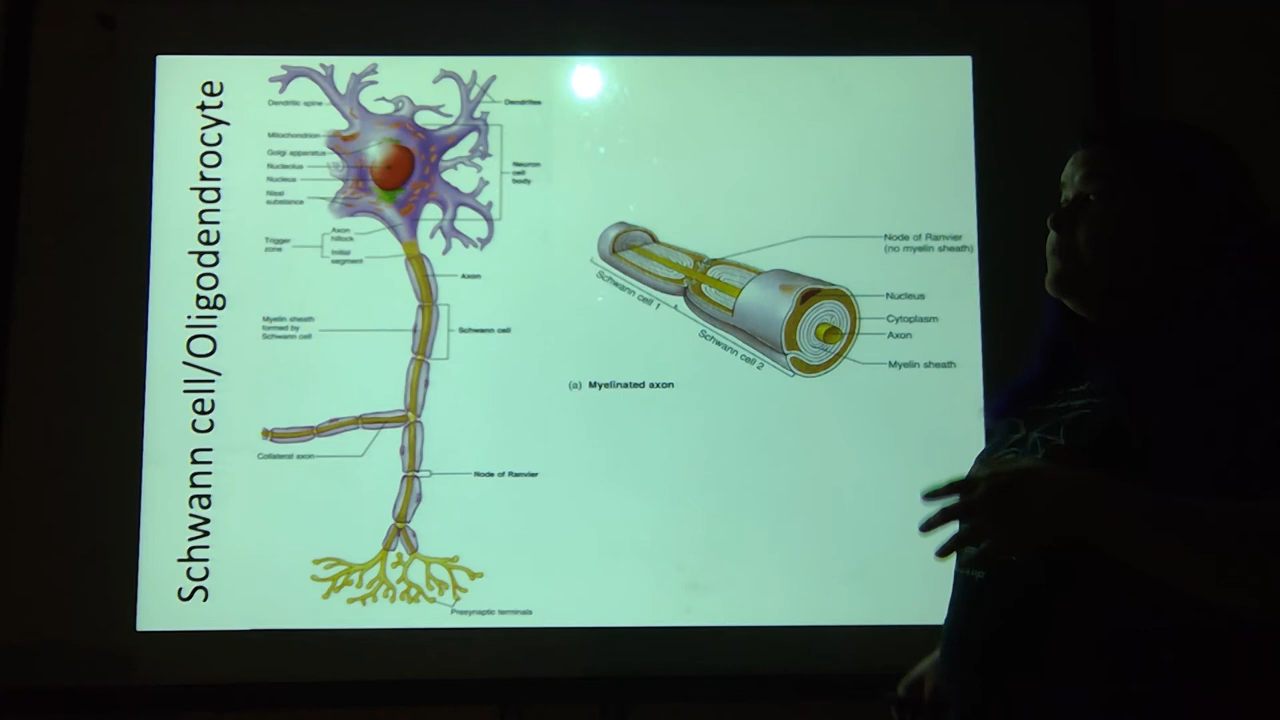 Schwann cell/Oligodendrocyte
Dendritic spine
Mitochondrion
Golgi apparatus
Nucleolus
Nucleus
Nissl
substance
Trigger
zone
Axon
hillock
Initial
segment
Dendrites
Neuron
cell
body
Axon
Myelin sheath
formed by
Schwann cell
Schwann cell
Collateral axon
Node of Ranvier
Presynaptic terminals
Node of Ranvier
(no myelin sheath)
Schwann cell 1
Schwann cell 2
Nucleus
Cytoplasm
Axon
Myelin sheath
(a) Myelinated axon